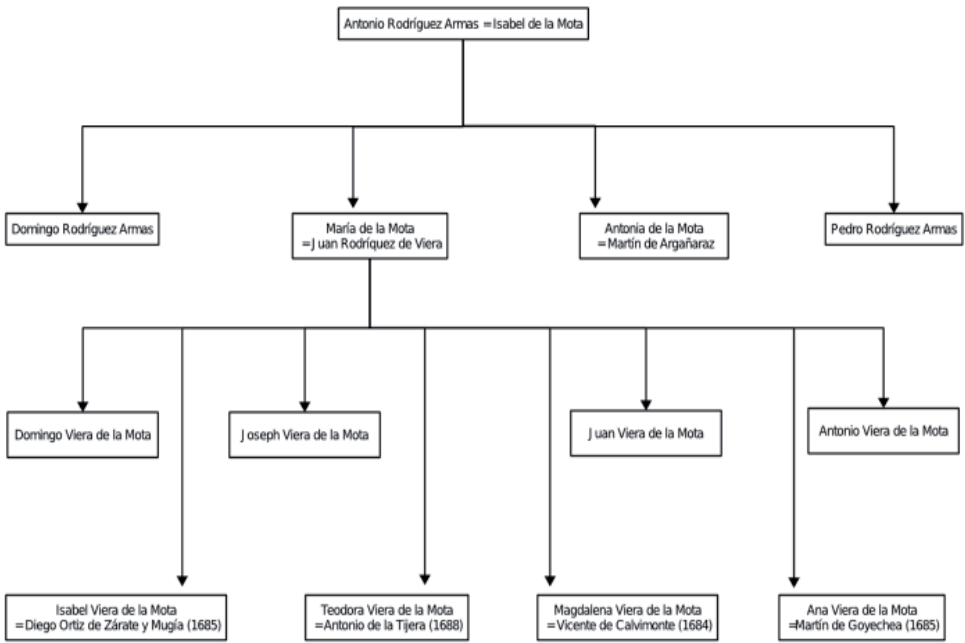 Antonio Rodríguez Armas =Isabel de la Mota
Domingo Rodríguez Armas
María de la Mota
=Juan Rodríquez de Viera
Antonia de la Mota
=Martín de Argañaraz
Pedro Rodríguez Armas
Domingo Viera de la Mota
Joseph Viera de la Mota
Juan Viera de la Mota
Antonio Viera de la Mota
Isabel Viera de la Mota
=Diego Ortiz de Zárate y Mugía (1685)
Teodora Viera de la Mota
=Antonio de la Tijera (1688)
Magdalena Viera de la Mota
=Vicente de Calvimonte (1684)
Ana Viera de la Mota
=Martín de Goyechea (1685)